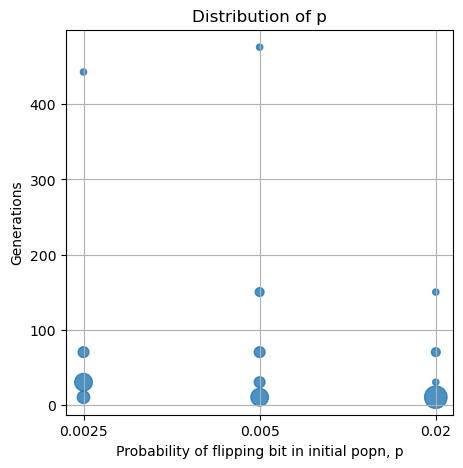 Distribution of p
Generations
400
300
200
100
0
0.0025 0.005 0.02
Probability of flipping bit in initial popn, p